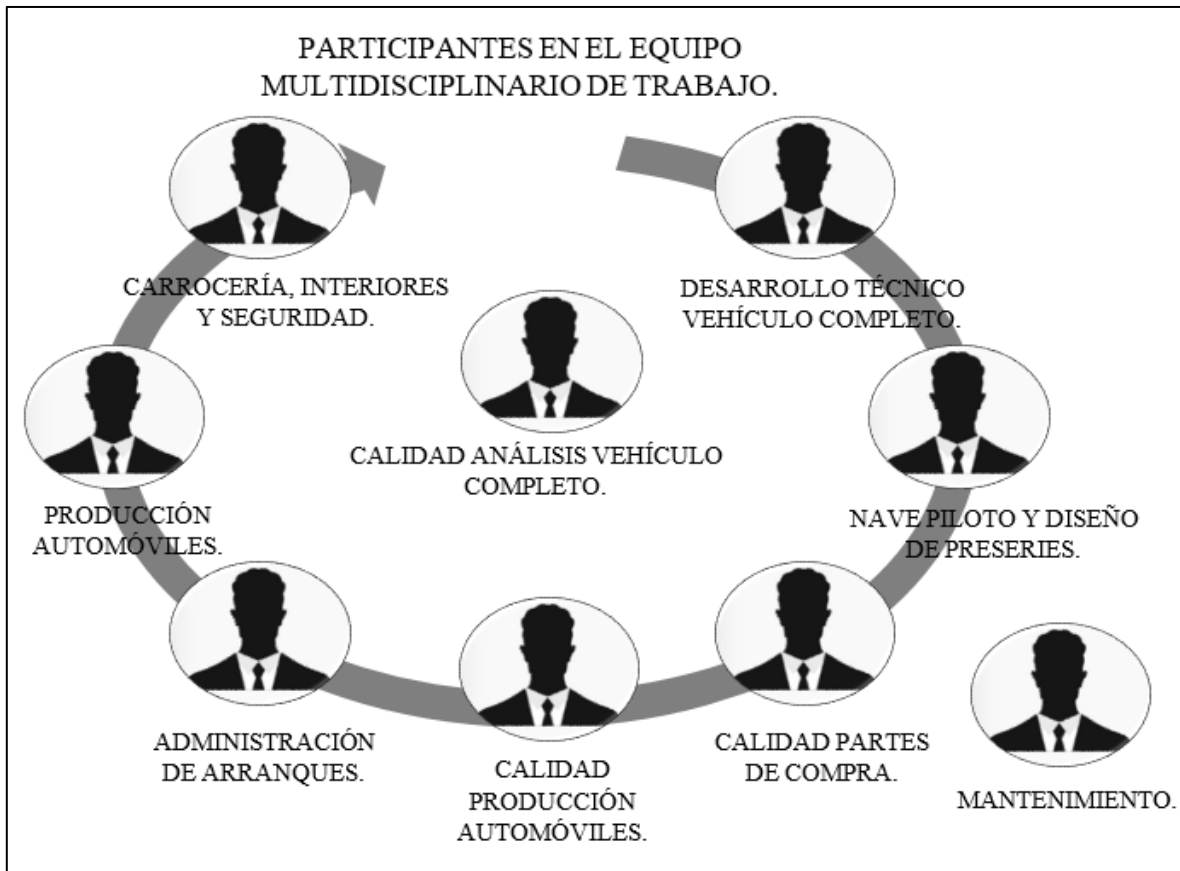 PARTICIPANTES EN EL EQUIPO
MULTIDISCIPLINARIO DE TRABAJO.
CARROCERÍA, INTERIORES
Y SEGURIDAD.
DESARROLLO TÉCNICO
VEHÍCULO COMPLETO.
CALIDAD ANÁLISIS VEHÍCULO
COMPLETO.
PRODUCCIÓN
AUTOMÓVILES.
NAVE PILOTO Y DISEÑO
DE PRESERIES.
ADMINISTRACIÓN
DE ARRANQUES.
CALIDAD
PRODUCCIÓN
AUTOMÓVILES.
CALIDAD PARTES
DE COMPRA.
MANTENIMIENTO.